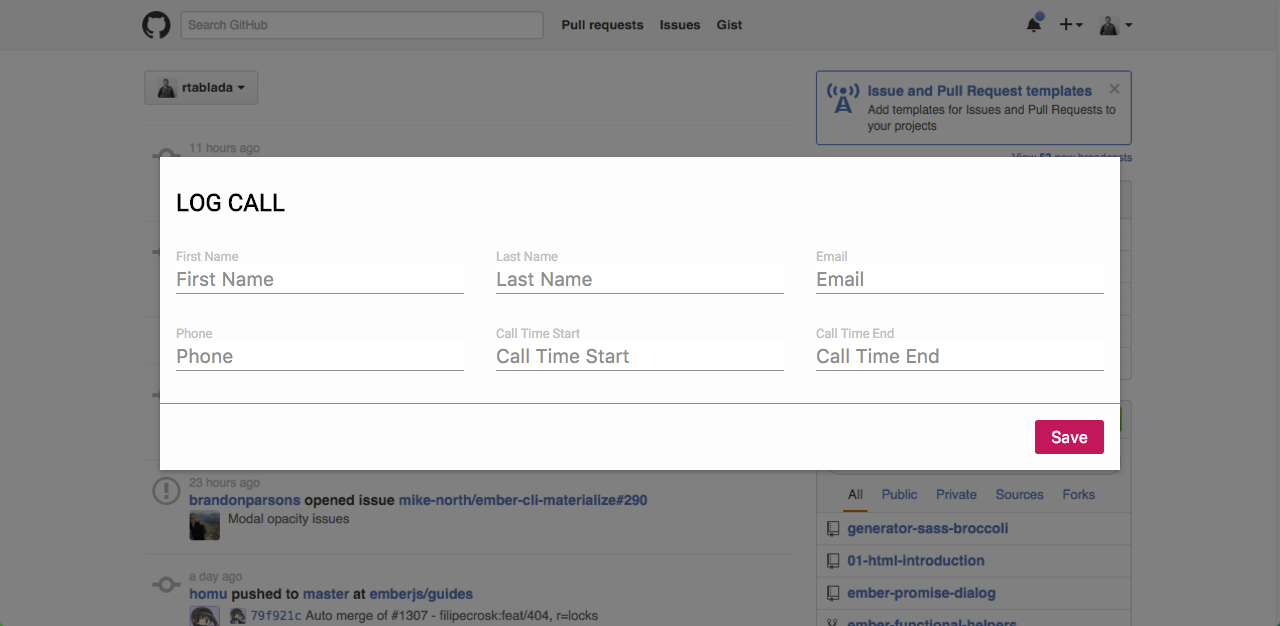 Search GitHub
Pull requests Issues Gist
rtablada
Issue and Pull Request templates
Add templates for Issues and Pull Requests to
your projects
11 hours ago
View 52 new broadcasts
LOG CALL
First Name Last Name Email
First Name Last Name Email
Phone Call Time Start Call Time End
Phone Call Time Start Call Time End
Save
23 hours ago
brandonparsons opened issue mike-north/ember-cli-materialize#290
Modal opacity issues
a day ago
homu pushed to master at emberjs/guides
79f921c Auto merge of #1307 - filipecrosk:feat/404, r=locks
All Public Private Sources Forks
generator-sass-broccoli
01-html-introduction
ember-promise-dialog
ember-functional-helpers